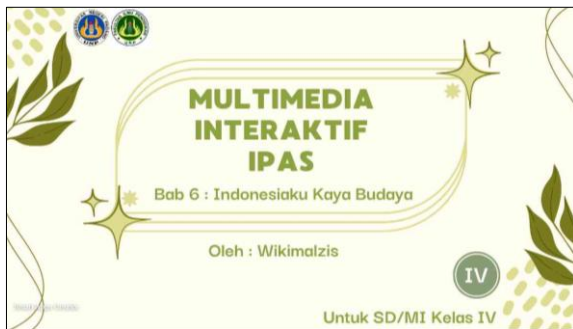 MULTIMEDIA
INTERAKTIF
IPAS
Bab 6 : Indonesiaku Kaya Budaya
Oleh : Wikimalzis
IV
Untuk SD/MI Kelas IV